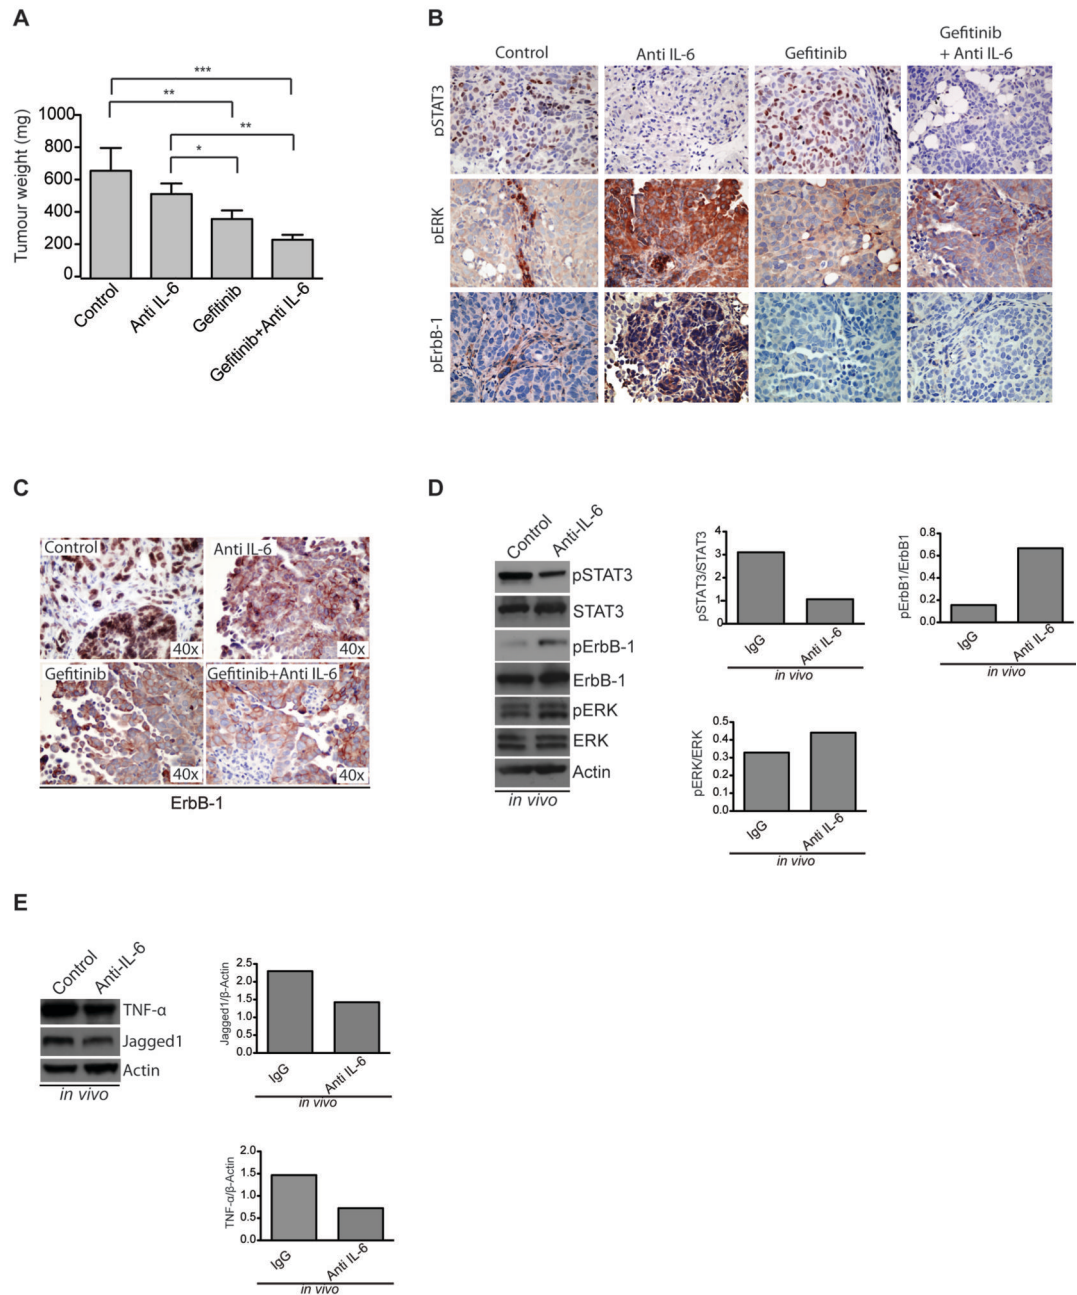 A
***
**
**
*
Tumour weight (mg)
1000
800
600
400
200
0
Control
Anti IL-6
Gefitinib
Gefitinib+Anti IL-6
B
Control
Anti IL-6
Gefitinib
Gefitinib
+ Anti IL-6
pSTAT3
pERK
pErbB-1
C
Control
40x
Anti IL-6
40x
Gefitinib
40x
Gefitinib+Anti IL-6
40x
ErbB-1
D
Control
Anti-IL-6
pSTAT3
STAT3
pErbB-1
ErbB-1
pERK
ERK
Actin
in vivo
pSTAT3/STAT3
4
3
2
1
0
IgG
Anti IL-6
in vivo
pErbB1/ErbB1
0.8
0.6
0.4
0.2
0.0
IgG
Anti IL-6
in vivo
pERK/ERK
0.5
0.4
0.3
0.2
0.1
0.0
IgG
Anti IL-6
in vivo
E
Control
Anti-IL-6
TNF-α
Jagged1
Actin
in vivo
Jagged1/β-Actin
2.5
2.0
1.5
1.0
0.5
0.0
IgG
Anti IL-6
in vivo
TNF-α/β-Actin
2.0
1.5
1.0
0.5
0.0
IgG
Anti IL-6
in vivo